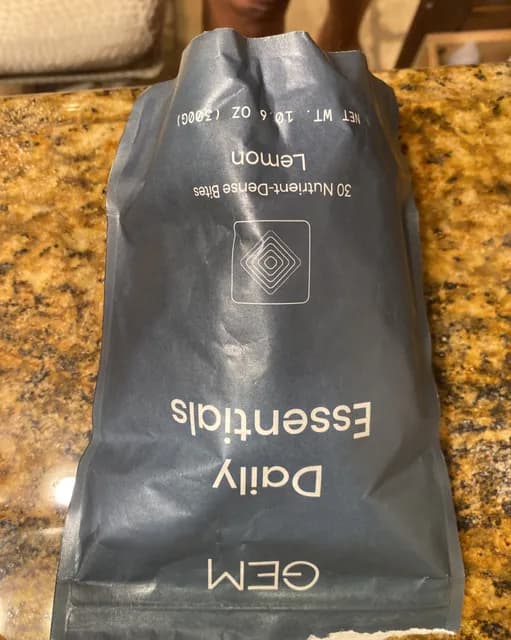 GEM
Daily
Essentials
30 Nutrient-Dense Bites
Lemon
NET WT. 10.6 OZ (300G)